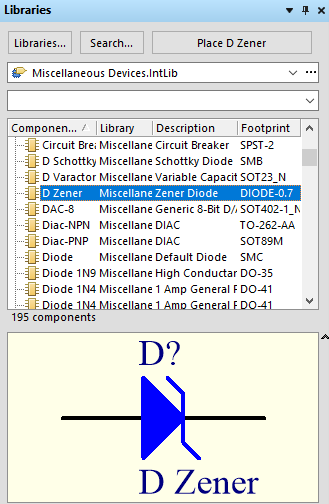 Libraries
Libraries... Search... Place D Zener
Miscellaneous Devices.IntLib ...
Componen... Library Description Footprint
Circuit Breaker Miscellane Circuit Breaker SPST-2
D Schottky Miscellane Schottky Diode SMB
D Varactor Miscellane Variable Capacit SOT23_N
D Zener Miscellane Zener Diode DIODE-0.7
DAC-8 Miscellane Generic 8-Bit D/A SOT402-1_N
Diac-NPN Miscellane DIAC TO-262-AA
Diac-PNP Miscellane DIAC SOT89M
Diode Miscellane Default Diode SMC
Diode 1N9 Miscellane High Conductan DO-35
Diode 1N4 Miscellane 1 Amp General F DO-41
Diode 1N4 Miscellane 1 Amp General F DO-41
195 components
D?
D Zener